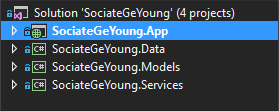 Solution 'SociateGeYoung' (4 projects)
SociateGeYoung.App
C# SociateGeYoung.Data
C# SociateGeYoung.Models
C# SociateGeYoung.Services